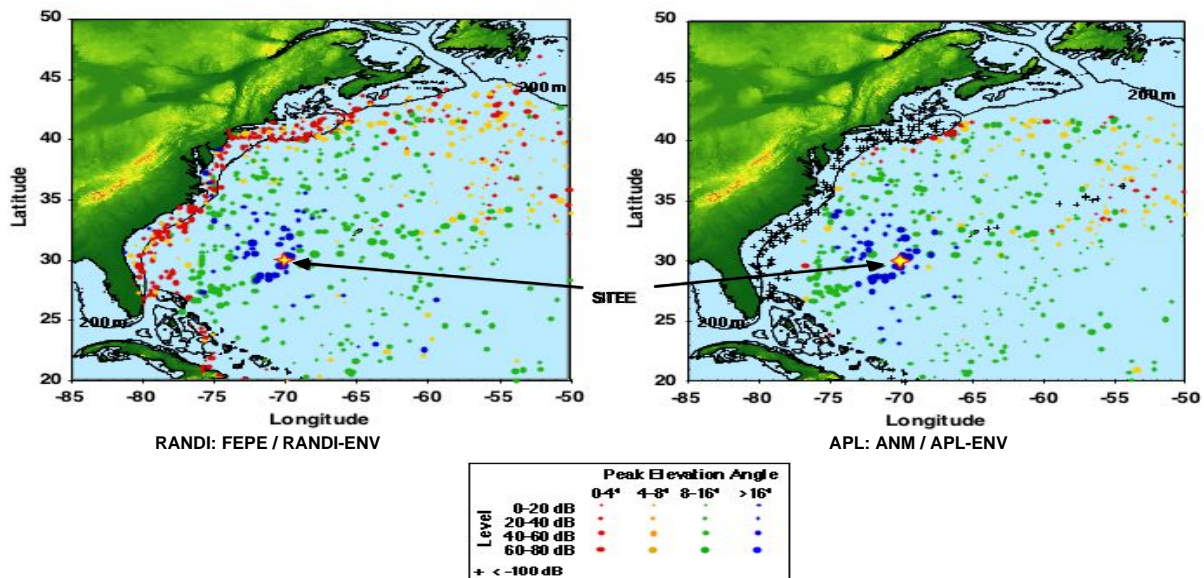 50
45
40
35
30
25
20
Latitude
200 m
200 m
-85 -80 -75 -70 -65 -60 -55 -50
Longitude
RANDI: FEPE / RANDI-ENV
SITEE
50
45
40
35
30
25
20
Latitude
200 m
200 m
-85 -80 -75 -70 -65 -60 -55 -50
Longitude
APL: ANM / APL-ENV
Peak Elevation Angle
0-4° 4-8° 8-16° >16°
Level
0-20 dB
20-40 dB
40-60 dB
60-80 dB
+ < -100 dB